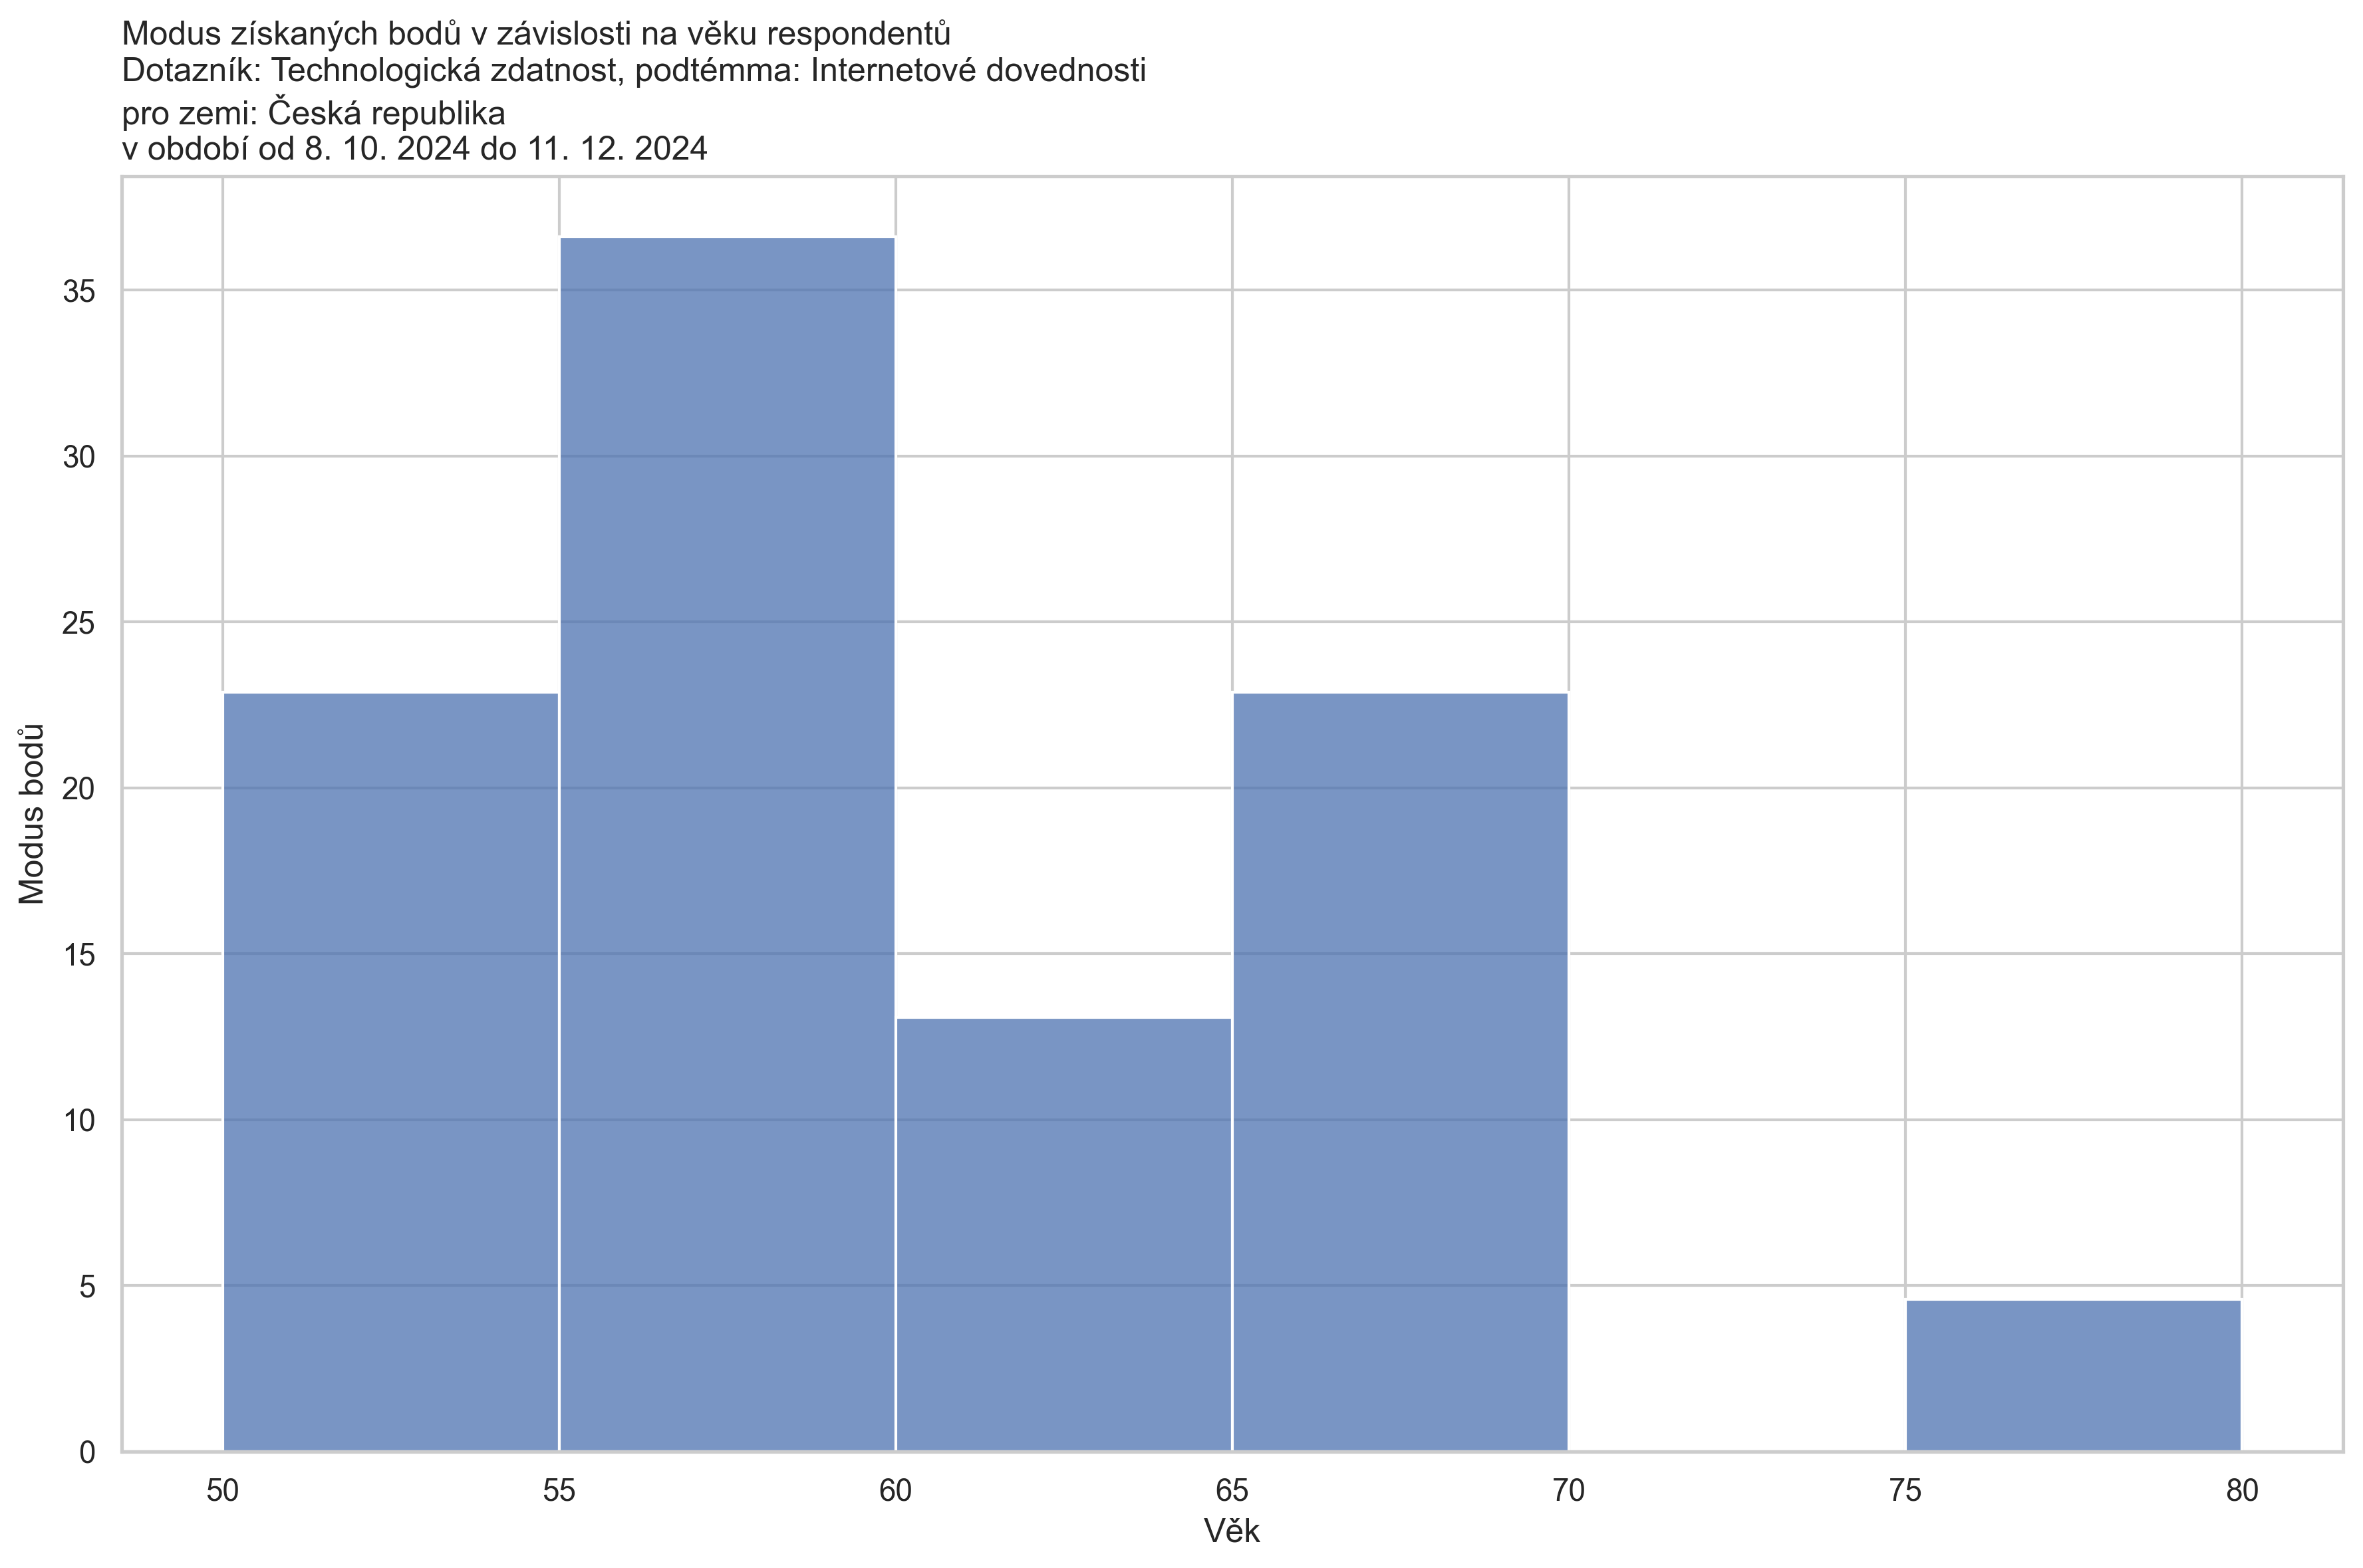 Modus získaných bodů v závislosti na věku respondentů
Dotazník: Technologická zdatnost, podtémma: Internetové dovednosti
pro zemi: Česká republika
v období od 8. 10. 2024 do 11. 12. 2024
35
30
25
20
15
10
5
0
Modus bodů
50 55 60 65 70 75 80
Věk